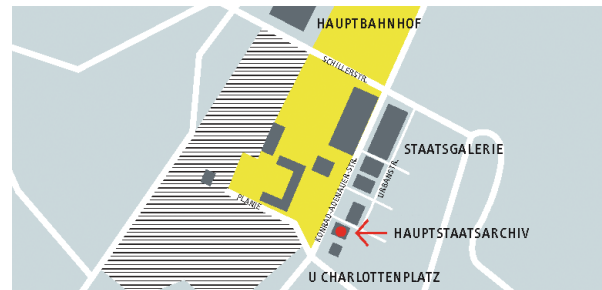 HAUPTBAHNHOF
SCHILLERSTR.
STAATSGALERIE
KONRAD-ADENAUER-STR.
URBANSTR.
PLANIE
HAUPTSTAATSARCHIV
U CHARLOTTENPLATZ